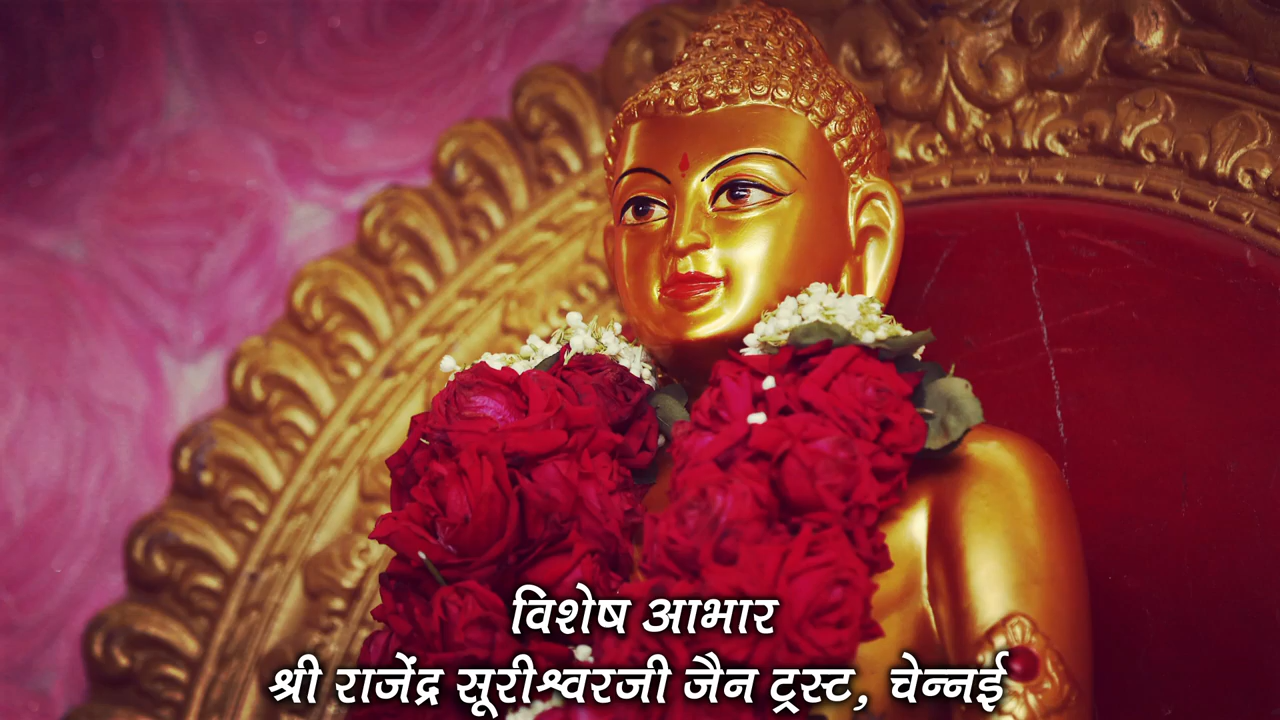 विशेष आभार
श्री राजेंद्र सूरीश्वरजी जैन ट्रस्ट, चेन्नई